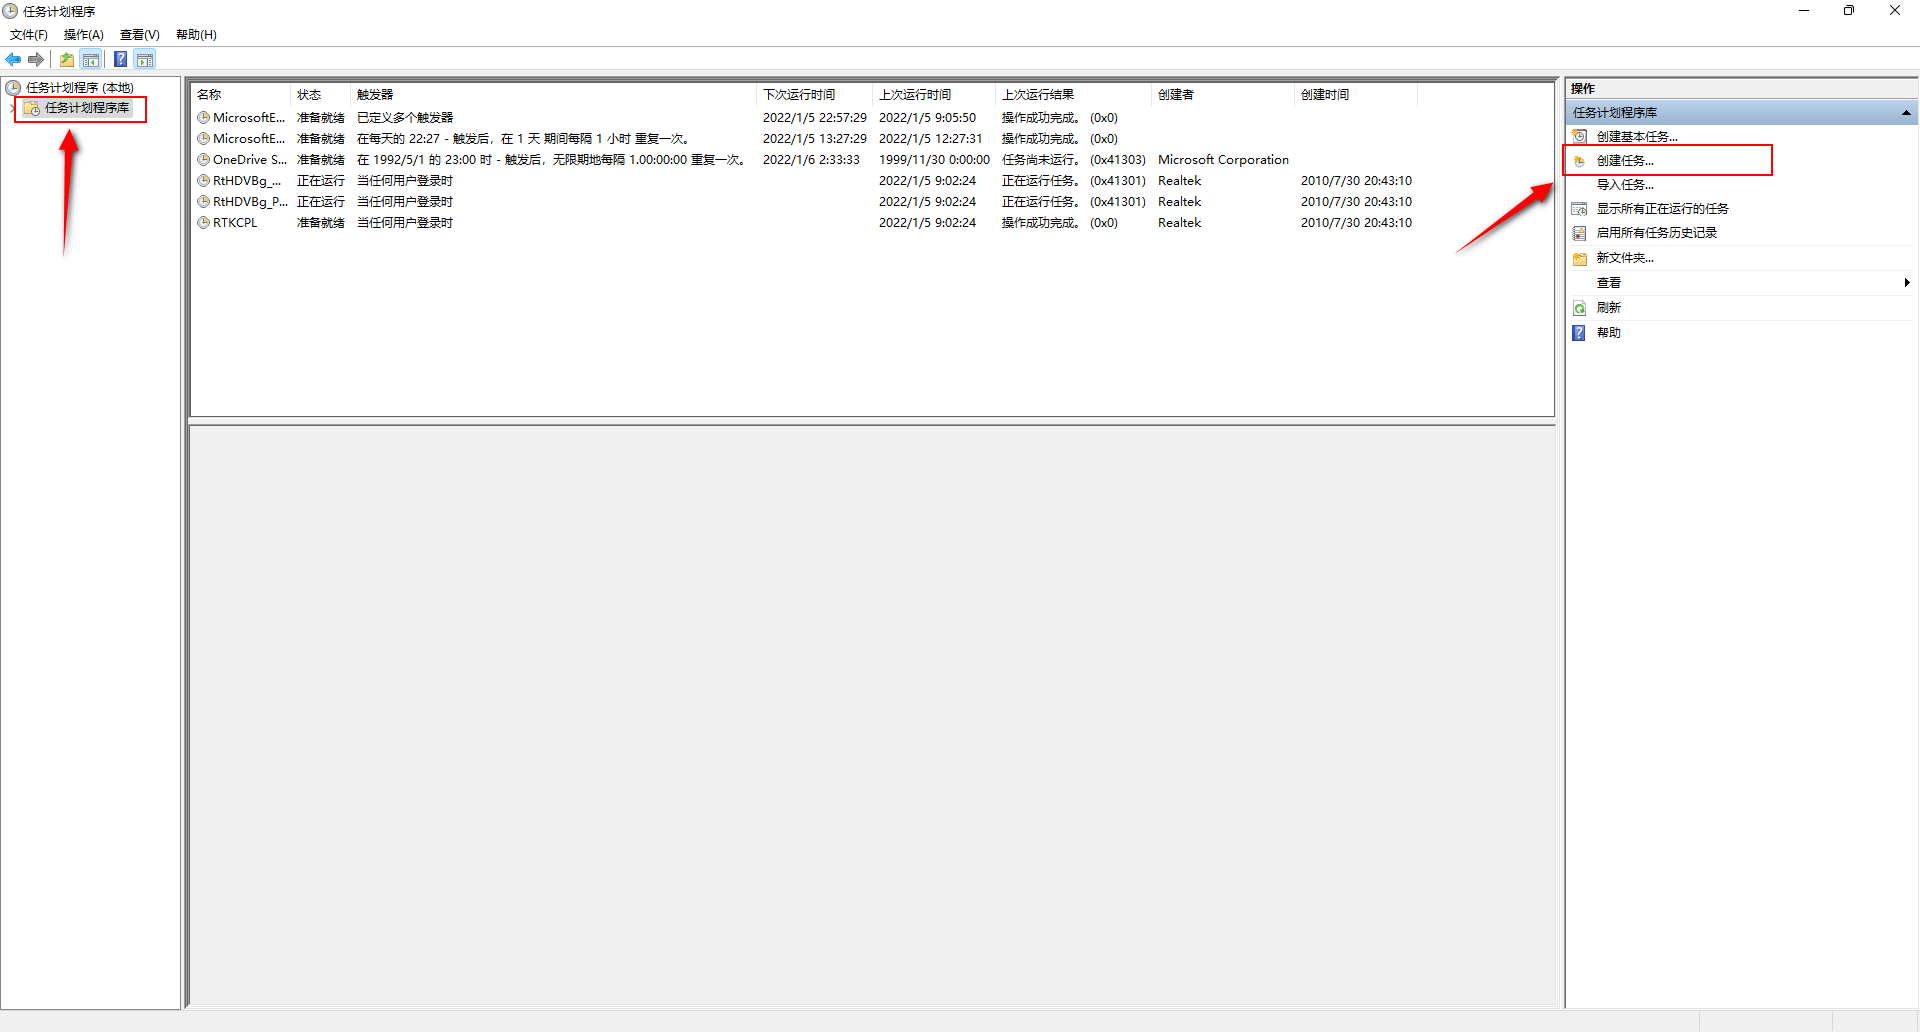 任务计划程序
文件(F) 操作(A) 查看(V) 帮助(H)
任务计划程序 (本地)
任务计划程序库
名称 状态 触发器 下次运行时间 上次运行时间 上次运行结果 创建者 创建时间
MicrosoftE... 准备就绪 已定义多个触发器 2022/1/5 22:57:29 2022/1/5 9:05:50 操作成功完成。 (0x0)
MicrosoftE... 准备就绪 在每天的 22:27 - 触发后，在 1 天 期间每隔 1 小时 重复一次。 2022/1/5 13:27:29 2022/1/5 12:27:31 操作成功完成。 (0x0)
OneDrive S... 准备就绪 在 1992/5/1 的 23:00 时 - 触发后，无限期地每隔 1.00:00:00 重复一次。 2022/1/6 2:33:33 1999/11/30 0:00:00 任务尚未运行。 (0x41303) Microsoft Corporation
RtHDVBg_... 正在运行 当任何用户登录时 2022/1/5 9:02:24 正在运行任务。 (0x41301) Realtek 2010/7/30 20:43:10
RtHDVBg_P... 正在运行 当任何用户登录时 2022/1/5 9:02:24 正在运行任务。 (0x41301) Realtek 2010/7/30 20:43:10
RTKCPL 准备就绪 当任何用户登录时 2022/1/5 9:02:24 操作成功完成。 (0x0) Realtek 2010/7/30 20:43:10
操作
任务计划程序库
创建基本任务...
创建任务...
导入任务...
显示所有正在运行的任务
启用所有任务历史记录
新文件夹...
查看
刷新
帮助